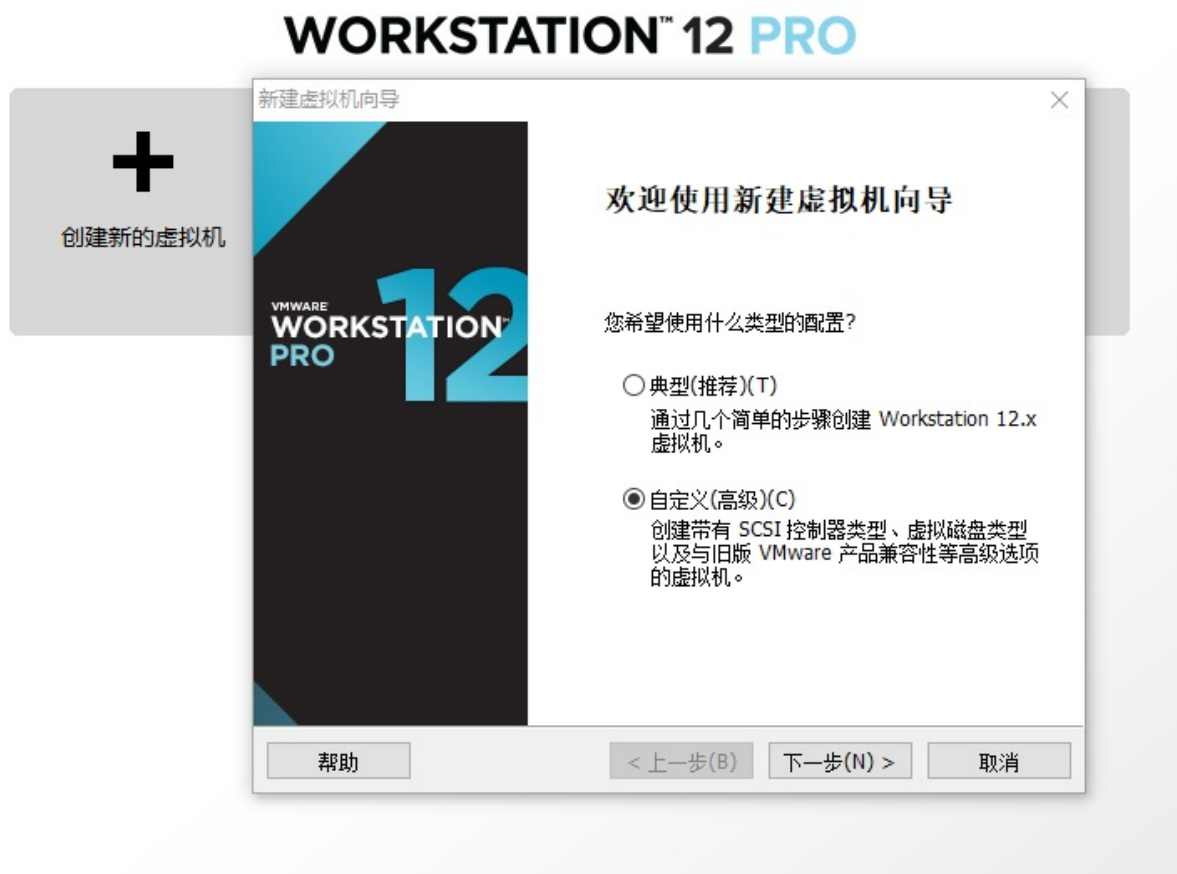 WORKSTATION™ 12 PRO
新建虚拟机向导
创建新的虚拟机
欢迎使用新建虚拟机向导
12
VMWARE
WORKSTATION™
PRO
您希望使用什么类型的配置?
典型(推荐)(T)
通过几个简单的步骤创建 Workstation 12.x
虚拟机。
自定义(高级)(C)
创建带有 SCSI 控制器类型、虚拟磁盘类型
以及与旧版 VMware 产品兼容性等高级选项
的虚拟机。
帮助
< 上一步(B)
下一步(N) >
取消